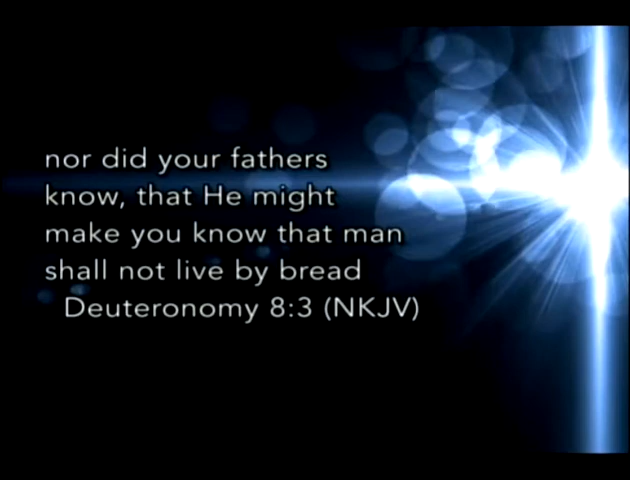 nor did your fathers
know, that He might
make you know that man
shall not live by bread
Deuteronomy 8:3 (NKJV)